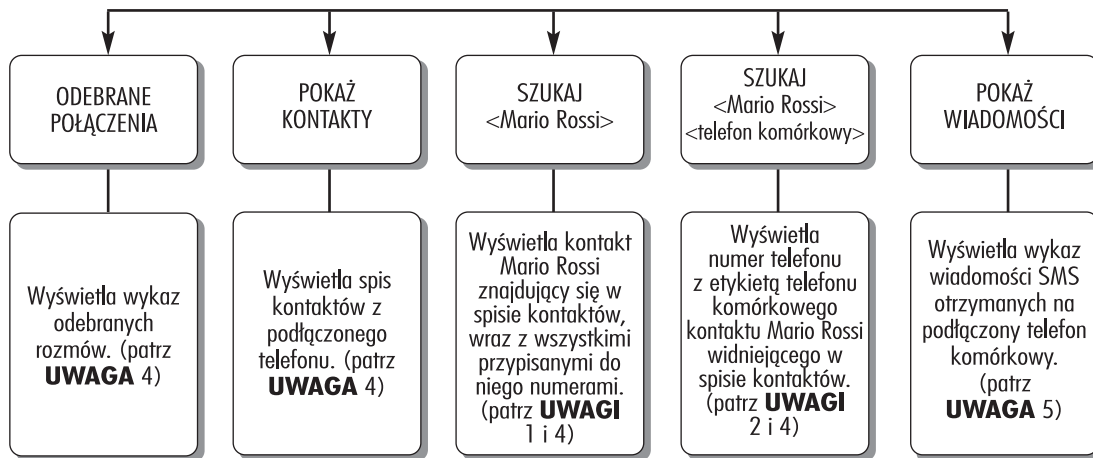 ODEBRANE
POŁĄCZENIA
POKAŻ
KONTAKTY
SZUKAJ
<Mario Rossi>
SZUKAJ
<Mario Rossi>
<telefon komórkowy>
POKAŻ
WIADOMOŚCI
Wyświetla wykaz
odebranych
rozmów. (patrz
UWAGA 4)
Wyświetla spis
kontaktów z
podłączonego
telefonu. (patrz
UWAGA 4)
Wyświetla kontakt
Mario Rossi
znajdujący się w
spisie kontaktów,
wraz z wszystkimi
przypisanymi do
niego numerami.
(patrz UWAGI
1 i 4)
Wyświetla
numer telefonu
z etykietą telefonu
komórkowego
kontaktu Mario Rossi
widniejącego w
spisie kontaktów.
(patrz UWAGI
2 i 4)
Wyświetla wykaz
wiadomości SMS
otrzymanych na
podłączony telefon
komórkowy.
(patrz
UWAGA 5)